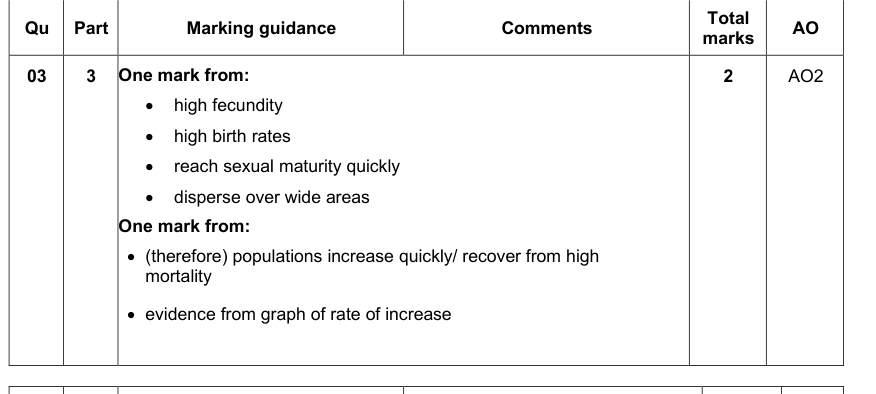 Qu Part Marking guidance Comments Total marks AO
03 3 One mark from: 2 AO2
• high fecundity
• high birth rates
• reach sexual maturity quickly
• disperse over wide areas
One mark from:
• (therefore) populations increase quickly/ recover from high
mortality
• evidence from graph of rate of increase